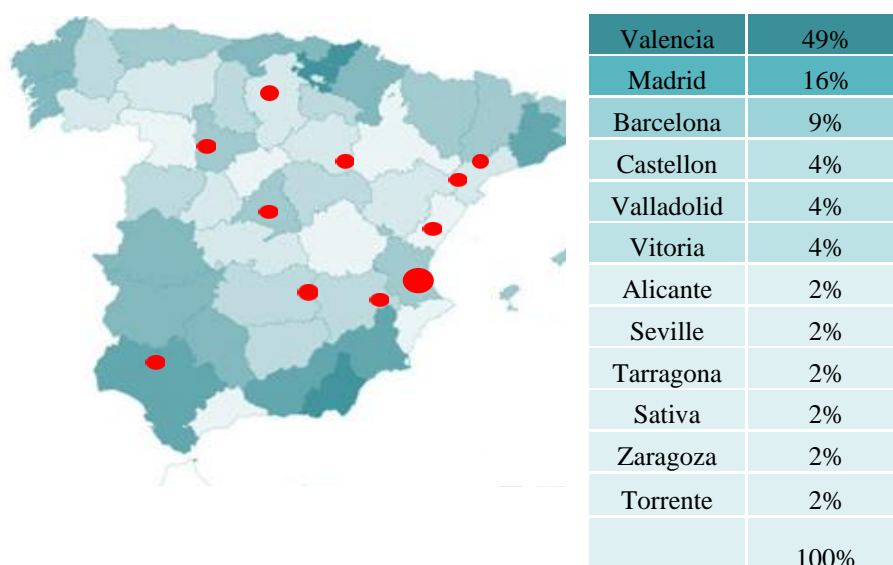 Valencia 49%
Madrid 16%
Barcelona 9%
Castellon 4%
Valladolid 4%
Vitoria 4%
Alicante 2%
Seville 2%
Tarragona 2%
Sativa 2%
Zaragoza 2%
Torrente 2%
100%